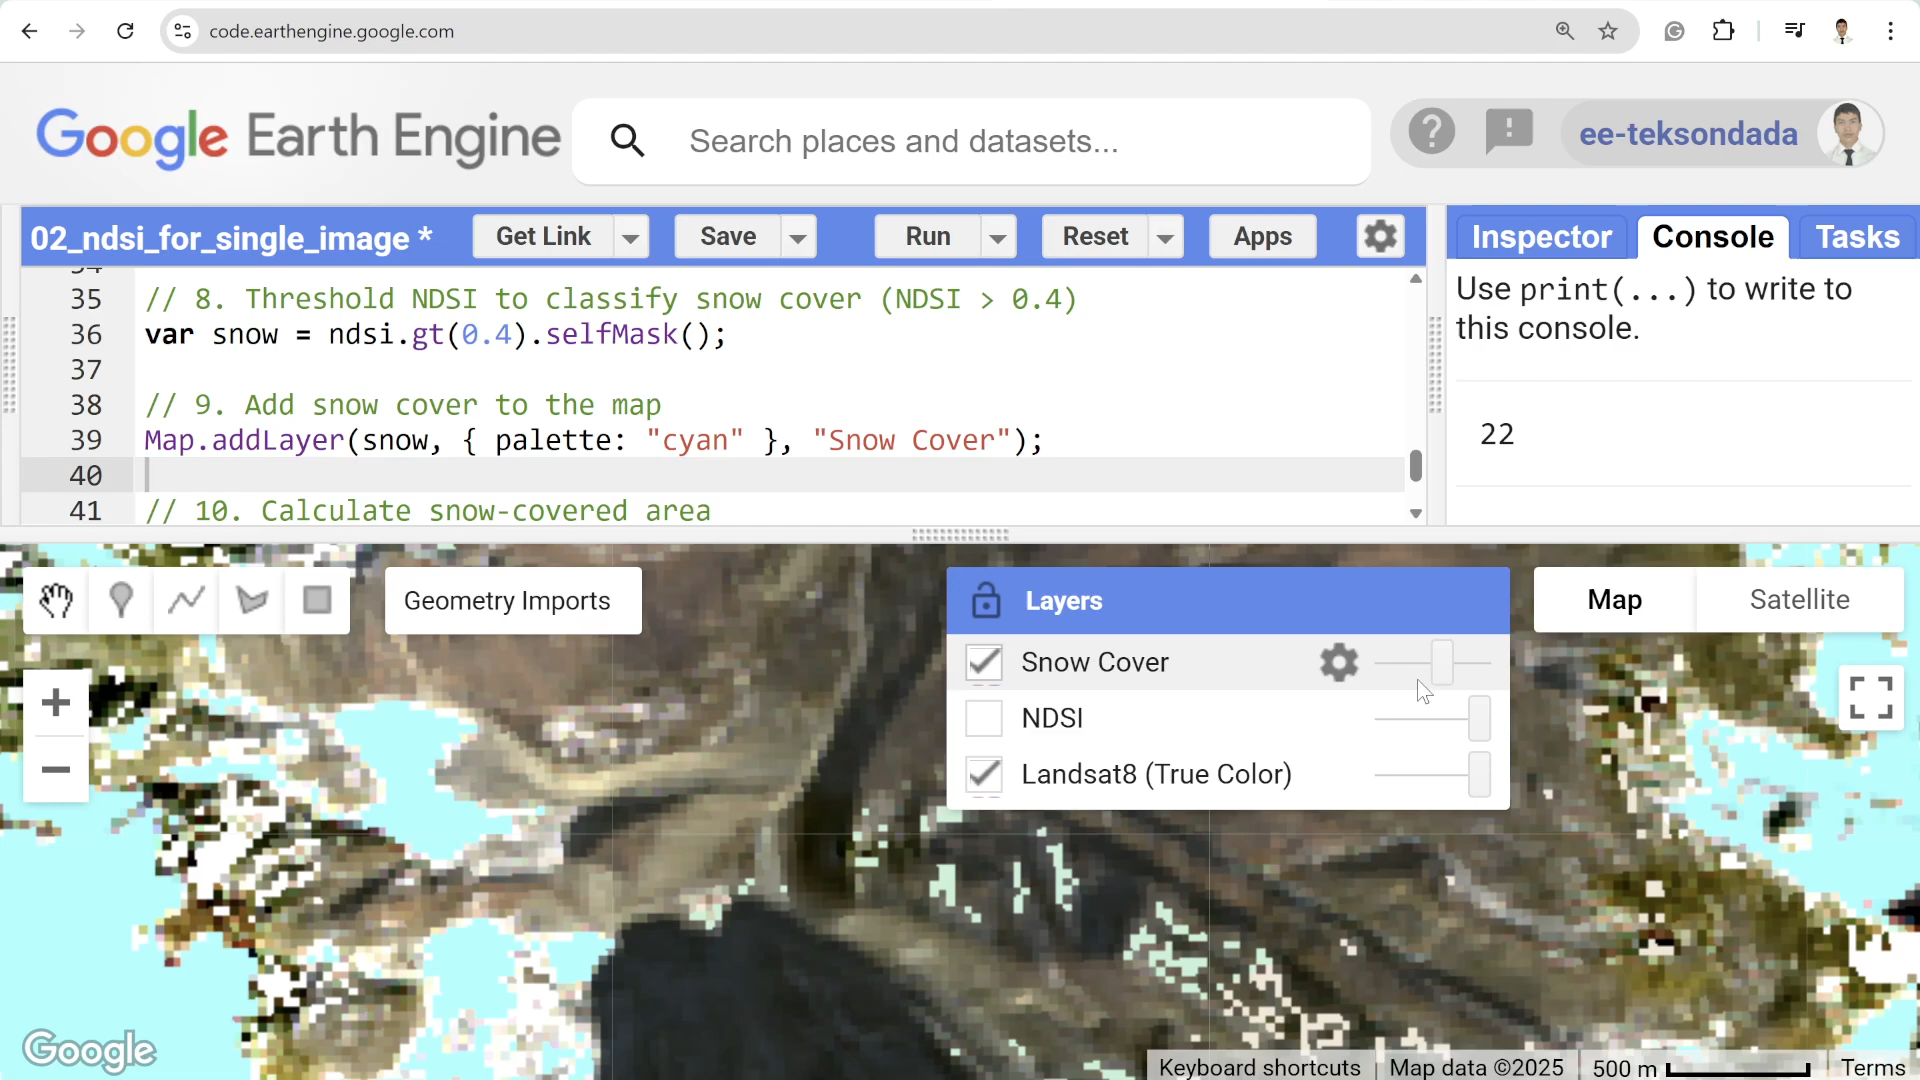 code.earthengine.google.com
Google Earth Engine
Search places and datasets...
ee-teksondada
02_ndsi_for_single_image *
Get Link
Save
Run
Reset
Apps
Inspector
Console
Tasks
35 // 8. Threshold NDSI to classify snow cover (NDSI > 0.4)
36 var snow = ndsi.gt(0.4).selfMask();
37
38 // 9. Add snow cover to the map
39 Map.addLayer(snow, { palette: "cyan" }, "Snow Cover");
40
41 // 10. Calculate snow-covered area
Use print(...) to write to
this console.
22
Geometry Imports
Layers
Snow Cover
NDSI
Landsat8 (True Color)
Map
Satellite
Google
Keyboard shortcuts
Map data ©2025
500 m
Terms